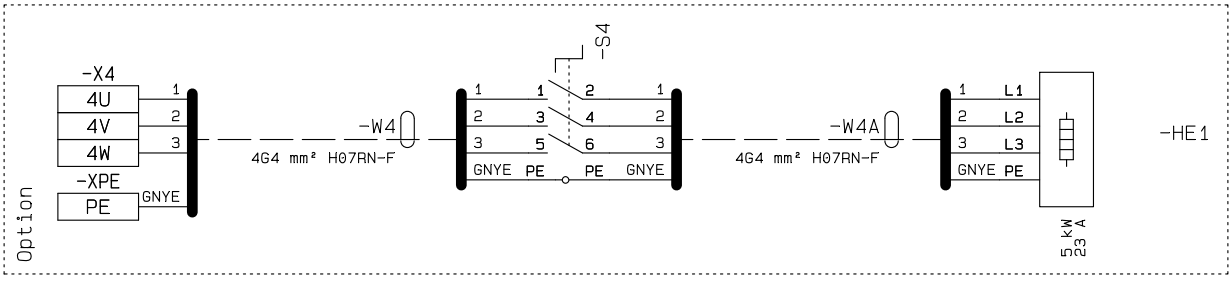 -S4
-X4
4U 1
4V 2
4W 3
-XPE
PE GNYE
-W4
4G4 mm² H07RN-F
1 1 2 1
2 3 4 2
3 5 6 3
GNYE PE PE GNYE
-W4A
4G4 mm² H07RN-F
1 L1
2 L2
3 L3
GNYE PE
-HE1
5 kW
23 A
Option